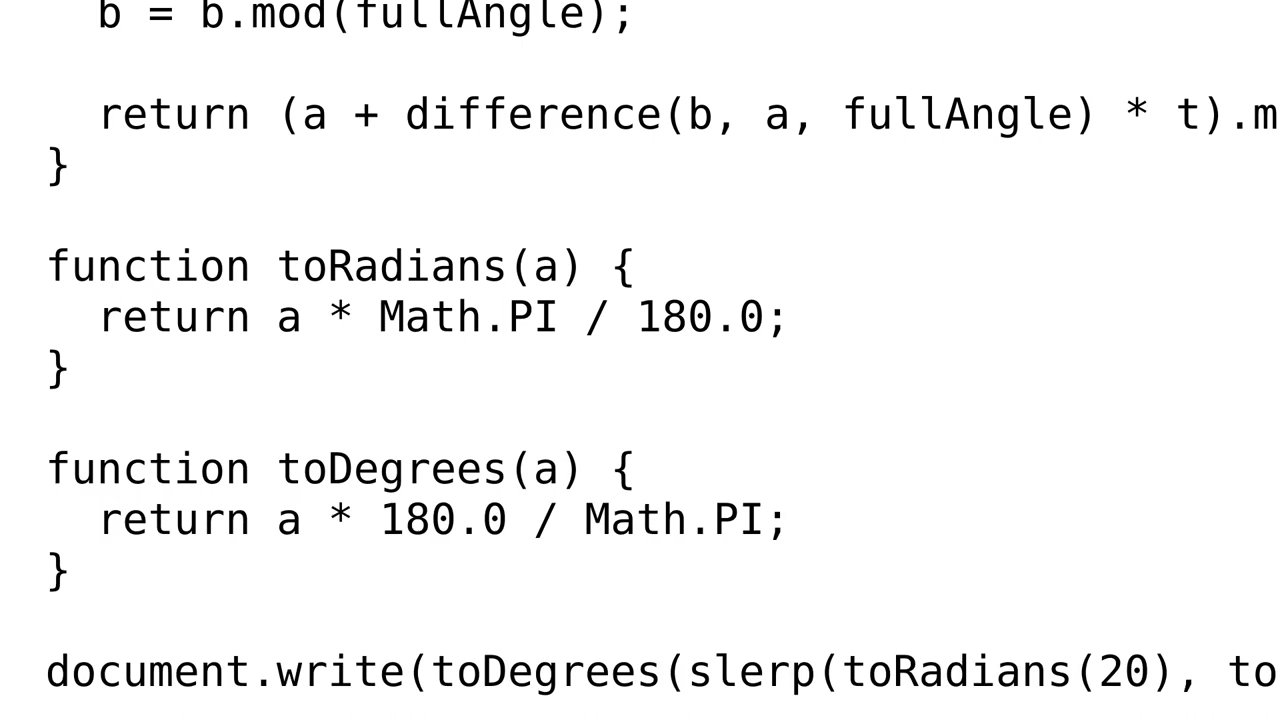 b = b.mod(fullAngle);
return (a + difference(b, a, fullAngle) * t).m
}
function toRadians(a) {
return a * Math.PI / 180.0;
}
function toDegrees(a) {
return a * 180.0 / Math.PI;
}
document.write(toDegrees(slerp(toRadians(20), to